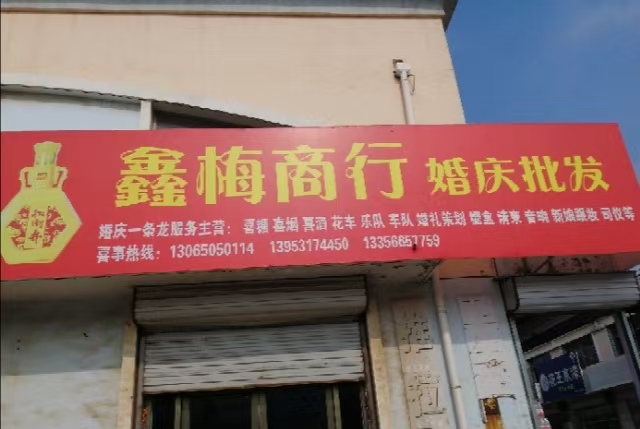 鑫梅商行 婚庆批发
婚庆一条龙服务主营: 喜糖 喜烟 喜酒 花车 乐队 车队 婚礼策划 烟盒 请柬 音响 新娘跟妆 司仪等
喜事热线: 13065050114 13953174450 13356657759